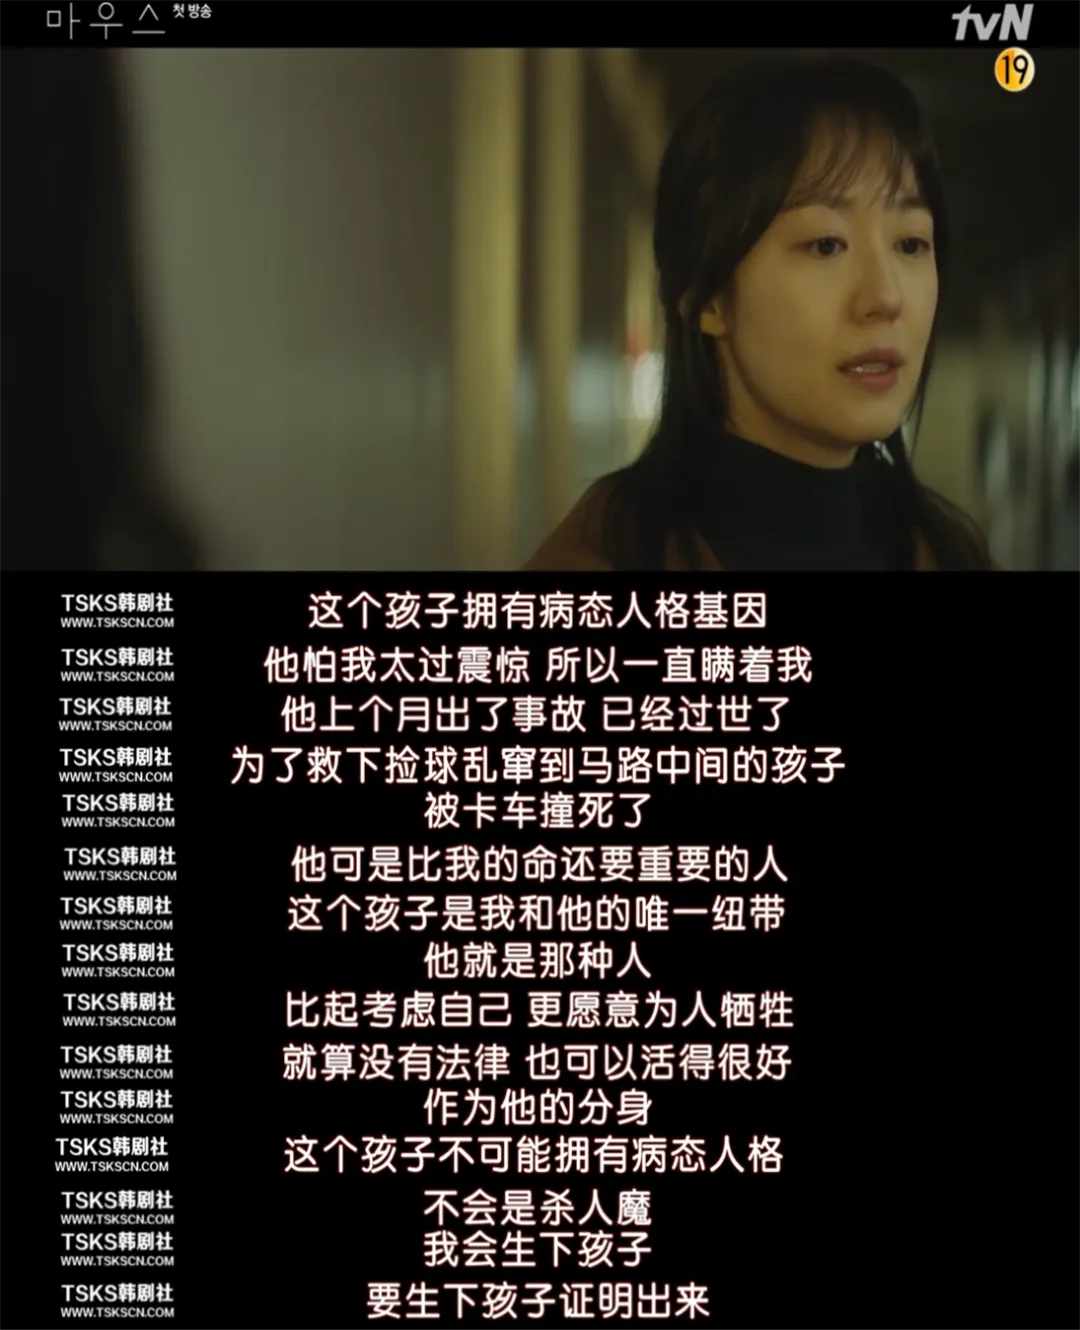 마우스 첫방송
tvN
19
TSKS韩剧社
WWW.TSKSCN.COM
这个孩子拥有病态人格基因
TSKS韩剧社
WWW.TSKSCN.COM
他怕我太过震惊 所以一直瞒着我
TSKS韩剧社
WWW.TSKSCN.COM
他上个月出了事故 已经过世了
TSKS韩剧社
WWW.TSKSCN.COM
为了救下捡球乱窜到马路中间的孩子
TSKS韩剧社
WWW.TSKSCN.COM
被卡车撞死了
TSKS韩剧社
WWW.TSKSCN.COM
他可是比我的命还要重要的人
TSKS韩剧社
WWW.TSKSCN.COM
这个孩子是我和他的唯一纽带
TSKS韩剧社
WWW.TSKSCN.COM
他就是那种人
TSKS韩剧社
WWW.TSKSCN.COM
比起考虑自己 更愿意为人牺牲
TSKS韩剧社
WWW.TSKSCN.COM
就算没有法律 也可以活得很好
TSKS韩剧社
WWW.TSKSCN.COM
作为他的分身
TSKS韩剧社
WWW.TSKSCN.COM
这个孩子不可能拥有病态人格
TSKS韩剧社
WWW.TSKSCN.COM
不会是杀人魔
TSKS韩剧社
WWW.TSKSCN.COM
我会生下孩子
TSKS韩剧社
WWW.TSKSCN.COM
要生下孩子证明出来